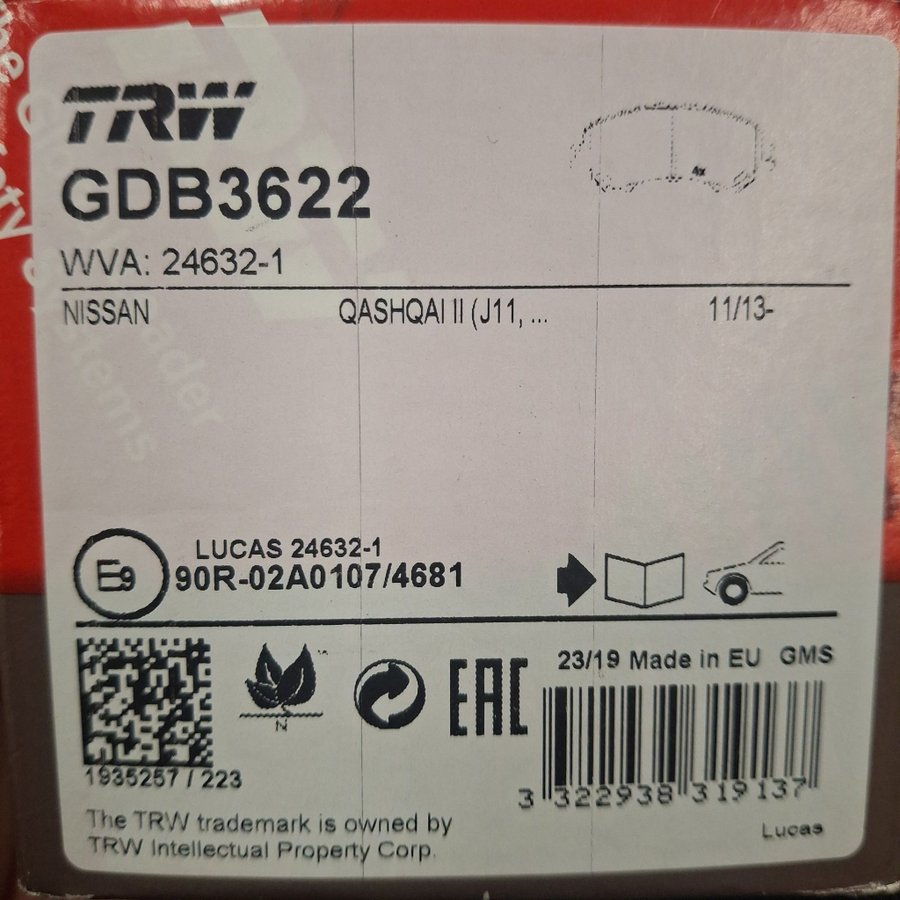 TRW
GDB3622
4x
WVA: 24632-1
NISSAN QASHQAI II (J11, ... 11/13-
LUCAS 24632-1
E9 90R-02A0107/4681
23/19 Made in EU GMS
N
EAC
1935257 / 223
3 322938 319137
The TRW trademark is owned by
TRW Intellectual Property Corp.
Lucas